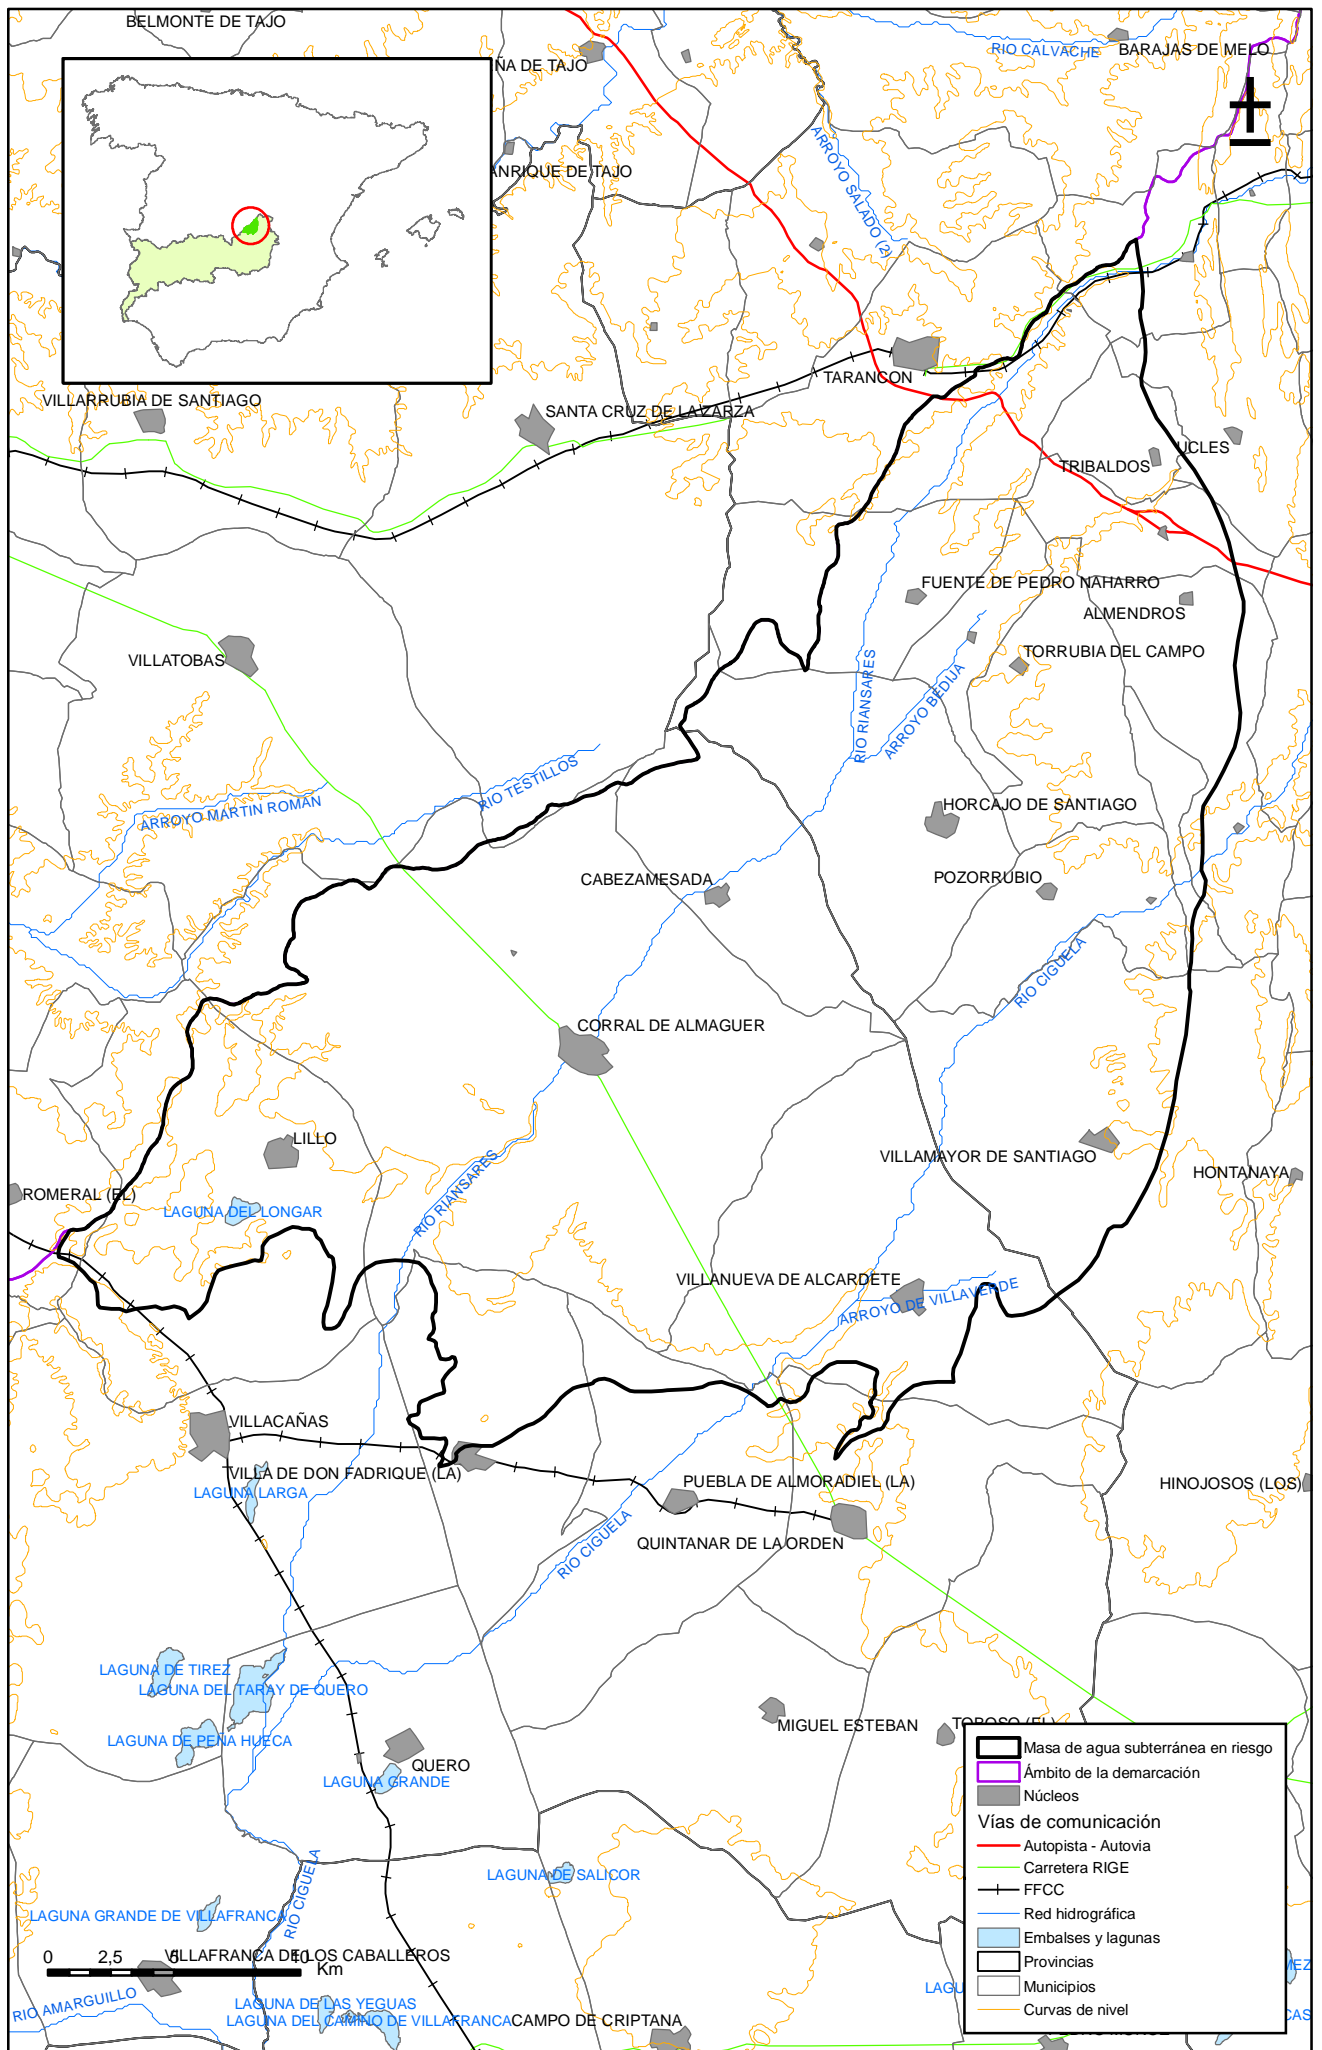 BELMONTE DE TAJO
ÑA DE TAJO
RIO CALVACHE
BARAJAS DE MELO
ARROYO SALADO (2)
ANRIQUE DE TAJO
TARANCON
VILLARRUBIA DE SANTIAGO
SANTA CRUZ DE LA ZARZA
UCLES
TRIBALDOS
FUENTE DE PEDRO NAHARRO
ALMENDROS
VILLATOBAS
TORRUBIA DEL CAMPO
RIO RIANSARES
ARROYO BEDIJA
RIO TESTILLOS
ARROYO MARTIN ROMAN
HORCAJO DE SANTIAGO
CABEZAMESADA
POZORRUBIO
RIO CIGUELA
CORRAL DE ALMAGUER
LILLO
VILLAMAYOR DE SANTIAGO
HONTANAYA
ROMERAL (EL)
LAGUNA DEL LONGAR
RIO RIANSARES
VILLANUEVA DE ALCARDETE
ARROYO DE VILLAVERDE
VILLACAÑAS
VILLA DE DON FADRIQUE (LA)
LAGUNA LARGA
PUEBLA DE ALMORADIEL (LA)
HINOJOSOS (LOS)
QUINTANAR DE LA ORDEN
RIO CIGUELA
LAGUNA DE TIREZ
LAGUNA DEL TARAY DE QUERO
LAGUNA DE PEÑA HUECA
MIGUEL ESTEBAN
TOBOSO (EL)
QUERO
LAGUNA GRANDE
LAGUNA DE SALICOR
RIO CIGUELA
LAGUNA GRANDE DE VILLAFRANCA
VILLAFRANCA DE LOS CABALLEROS
0 2,5 5 10
Km
RIO AMARGUILLO
LAGUNA DE LAS YEGUAS
LAGUNA DEL CAMINO DE VILLAFRANCA
CAMPO DE CRIPTANA
LAGU
MEZ
CAS
Masa de agua subterránea en riesgo
Ámbito de la demarcación
Núcleos
Vías de comunicación
Autopista - Autovia
Carretera RIGE
FFCC
Red hidrográfica
Embalses y lagunas
Provincias
Municipios
Curvas de nivel